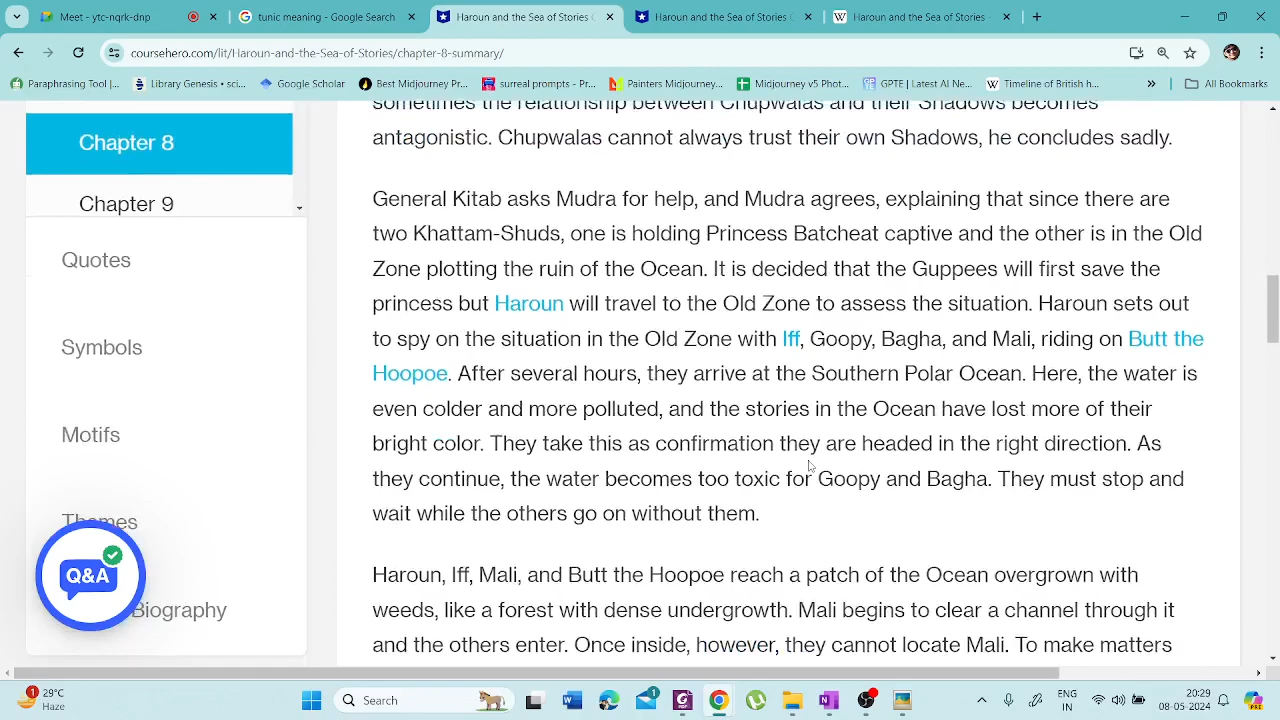 Meet - ytc-nqrk-dnp
tunic meaning - Google Search
Haroun and the Sea of Stories C
Haroun and the Sea of Stories C
Haroun and the Sea of Stories -
coursehero.com/lit/Haroun-and-the-Sea-of-Stories/chapter-8-summary/
Paraphrasing Tool |...
Library Genesis • sci...
Google Scholar
Best Midjourney Pr...
surreal prompts - Pr...
Painters Midjourney...
Midjourney V5 Phot...
GPTE | Latest AI Ne...
Timeline of British h...
»
All Bookmarks
Chapter 8
Chapter 9
Quotes
Symbols
Motifs
Themes
Biography
Q&A
sometimes the relationship between Chupwalas and their Shadows becomes
antagonistic. Chupwalas cannot always trust their own Shadows, he concludes sadly.
General Kitab asks Mudra for help, and Mudra agrees, explaining that since there are
two Khattam-Shuds, one is holding Princess Batcheat captive and the other is in the Old
Zone plotting the ruin of the Ocean. It is decided that the Guppees will first save the
princess but Haroun will travel to the Old Zone to assess the situation. Haroun sets out
to spy on the situation in the Old Zone with Iff, Goopy, Bagha, and Mali, riding on Butt the
Hoopoe. After several hours, they arrive at the Southern Polar Ocean. Here, the water is
even colder and more polluted, and the stories in the Ocean have lost more of their
bright color. They take this as confirmation they are headed in the right direction. As
they continue, the water becomes too toxic for Goopy and Bagha. They must stop and
wait while the others go on without them.
Haroun, Iff, Mali, and Butt the Hoopoe reach a patch of the Ocean overgrown with
weeds, like a forest with dense undergrowth. Mali begins to clear a channel through it
and the others enter. Once inside, however, they cannot locate Mali. To make matters
1
29°C
Haze
Search
1
ENG
IN
20:29
08-05-2024